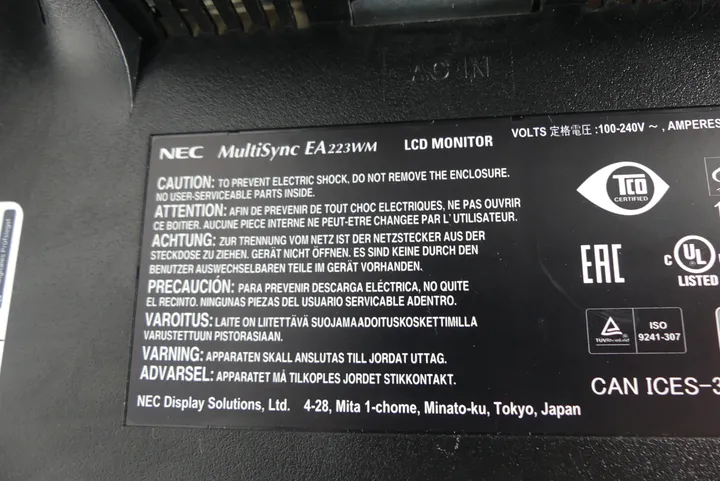 AC IN
NEC MultiSync EA223WM LCD MONITOR VOLTS 定格電圧 :100-240V ~ , AMPERES
CAUTION: TO PREVENT ELECTRIC SHOCK, DO NOT REMOVE THE ENCLOSURE.
NO USER-SERVICEABLE PARTS INSIDE.
ATTENTION: AFIN DE PREVENIR DE TOUT CHOC ELECTRIQUES, NE PAS OUVRIR
CE BOITIER. AUCUNE PIECE INTERNE NE PEUT-ETRE CHANGEE PAR L' UTILISATEUR.
ACHTUNG: ZUR TRENNUNG VOM NETZ IST DER NETZSTECKER AUS DER
STECKDOSE ZU ZIEHEN. GERÄT NICHT ÖFFNEN. ES SIND KEINE DURCH DEN
BENUTZER AUSWECHSELBAREN TEILE IM GERÄT VORHANDEN.
PRECAUCIÓN: PARA PREVENIR DESCARGA ELÉCTRICA, NO QUITE
EL RECINTO. NINGUNAS PIEZAS DEL USUARIO SERVICABLE ADENTRO.
VAROITUS: LAITE ON LIITETTÄVÄ SUOJAMAADOITUSKOSKETTIMILLA
VARUSTETTUUN PISTORASIAAN.
VARNING: APPARATEN SKALL ANSLUTAS TILL JORDAT UTTAG.
ADVARSEL: APPARATET MÅ TILKOPLES JORDET STIKKONTAKT.
NEC Display Solutions, Ltd. 4-28, Mita 1-chome, Minato-ku, Tokyo, Japan
TCO
CERTIFIED
EAC
C UL
LISTED
TÜVRheinland
ISO
9241-307
CAN ICES-3